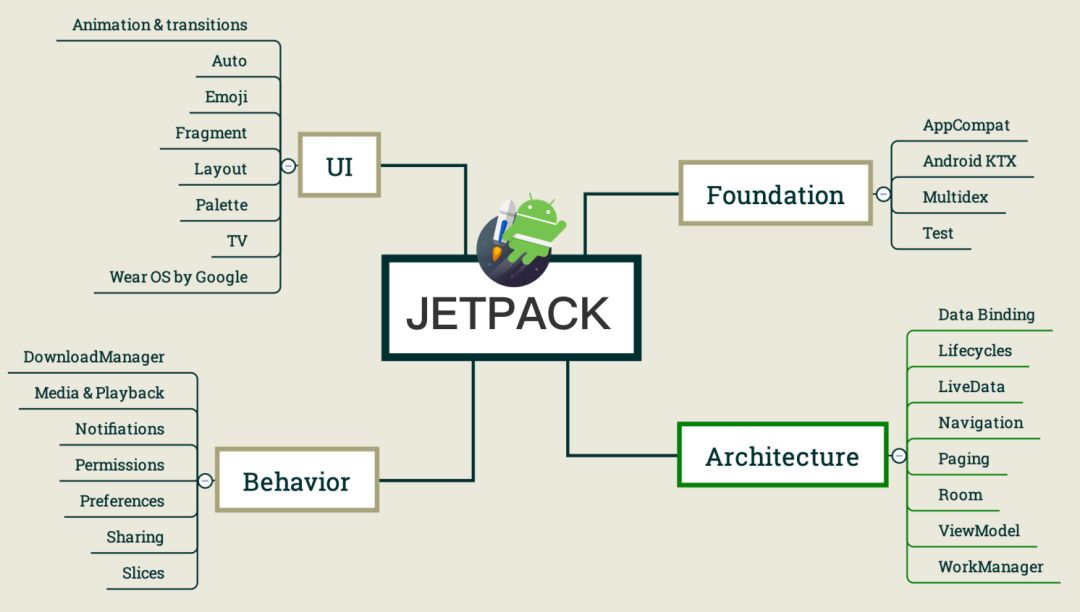 JETPACK
UI
Animation & transitions
Auto
Emoji
Fragment
Layout
Palette
TV
Wear OS by Google
Foundation
AppCompat
Android KTX
Multidex
Test
Behavior
DownloadManager
Media & Playback
Notifiations
Permissions
Preferences
Sharing
Slices
Architecture
Data Binding
Lifecycles
LiveData
Navigation
Paging
Room
ViewModel
WorkManager